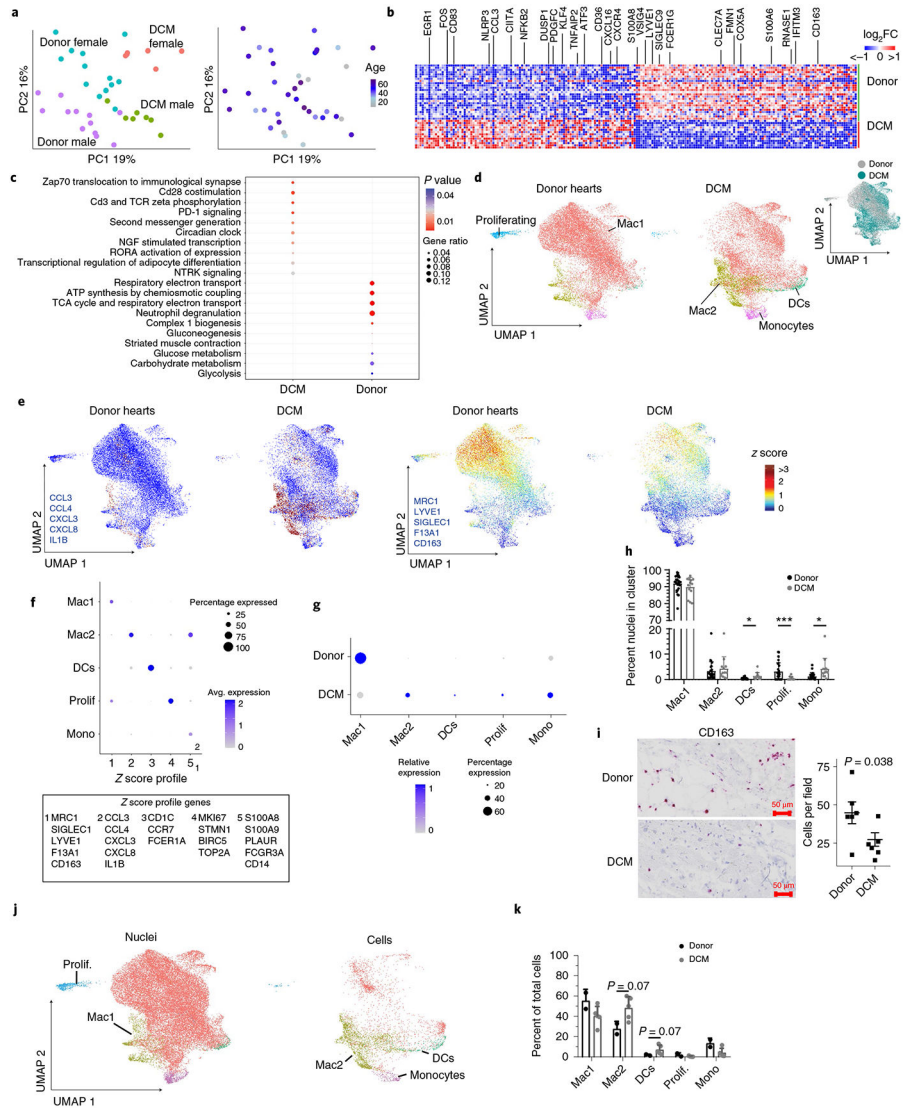 a
Donor female
DCM
female
Donor male
DCM male
PC2 16%
PC1 19%
PC2 16%
PC1 19%
Age
60
40
20
b
EGR1
FOS
CD83
NLRP3
CCL3
CIITA
NFKB2
DUSP1
PDGFC
KLF4
TNFAIP2
ATF3
CD36
CXCL16
CXCR4
S100A8
VSIG4
LYVE1
SIGLEC9
FCER1G
CLEC7A
FMN1
COX5A
S100A6
RNASE1
IFITM3
CD163
log2FC
<−1 0 >1
Donor
DCM
c
Zap70 translocation to immunological synapse
Cd28 costimulation
Cd3 and TCR zeta phosphorylation
PD-1 signaling
Second messenger generation
Circadian clock
NGF stimulated transcription
RORA activation of expression
Transcriptional regulation of adipocyte differentiation
NTRK signaling
Respiratory electron transport
ATP synthesis by chemiosmotic coupling
TCA cycle and respiratory electron transport
Neutrophil degranulation
Complex 1 biogenesis
Gluconeogenesis
Striated muscle contraction
Glucose metabolism
Carbohydrate metabolism
Glycolysis
DCM Donor
P value
0.04
0.01
Gene ratio
0.04
0.06
0.08
0.10
0.12
d
Donor hearts
DCM
Proliferating
Mac1
Mac2
DCs
Monocytes
UMAP 2
UMAP 1
Donor
DCM
UMAP 2
UMAP 1
e
Donor hearts
DCM
CCL3
CCL4
CXCL3
CXCL8
IL1B
UMAP 2
UMAP 1
Donor hearts
DCM
MRC1
LYVE1
SIGLEC1
F13A1
CD163
z score
>3
2
1
0
f
Mac1
Mac2
DCs
Prolif
Mono
1 2 3 4 5
2
1
Z score profile
Percentage expressed
25
50
75
100
Avg. expression
2
1
0
Z score profile genes
1 MRC1 2 CCL3 3 CD1C 4 MKI67 5 S100A8
SIGLEC1 CCL4 CCR7 STMN1 S100A9
LYVE1 CXCL3 FCER1A BIRC5 PLAUR
F13A1 CXCL8 TOP2A FCGR3A
CD163 IL1B CD14
g
Donor
DCM
Mac1 Mac2 DCs Prolif Mono
Relative
expression
1
0
Percentage
expression
20
40
60
h
Percent nuclei in cluster
100
90
80
70
20
10
0
Donor
DCM
* *** *
Mac1 Mac2 DCs Prolif. Mono
i
CD163
Donor
50 µm
DCM
50 µm
P = 0.038
Cells per field
75
50
25
Donor DCM
j
Nuclei
Cells
Prolif.
Mac1
Mac2
DCs
Monocytes
UMAP 2
UMAP 1
k
Donor
DCM
Percent of total cells
100
80
60
40
20
0
P = 0.07
P = 0.07
Mac1 Mac2 DCs Prolif. Mono